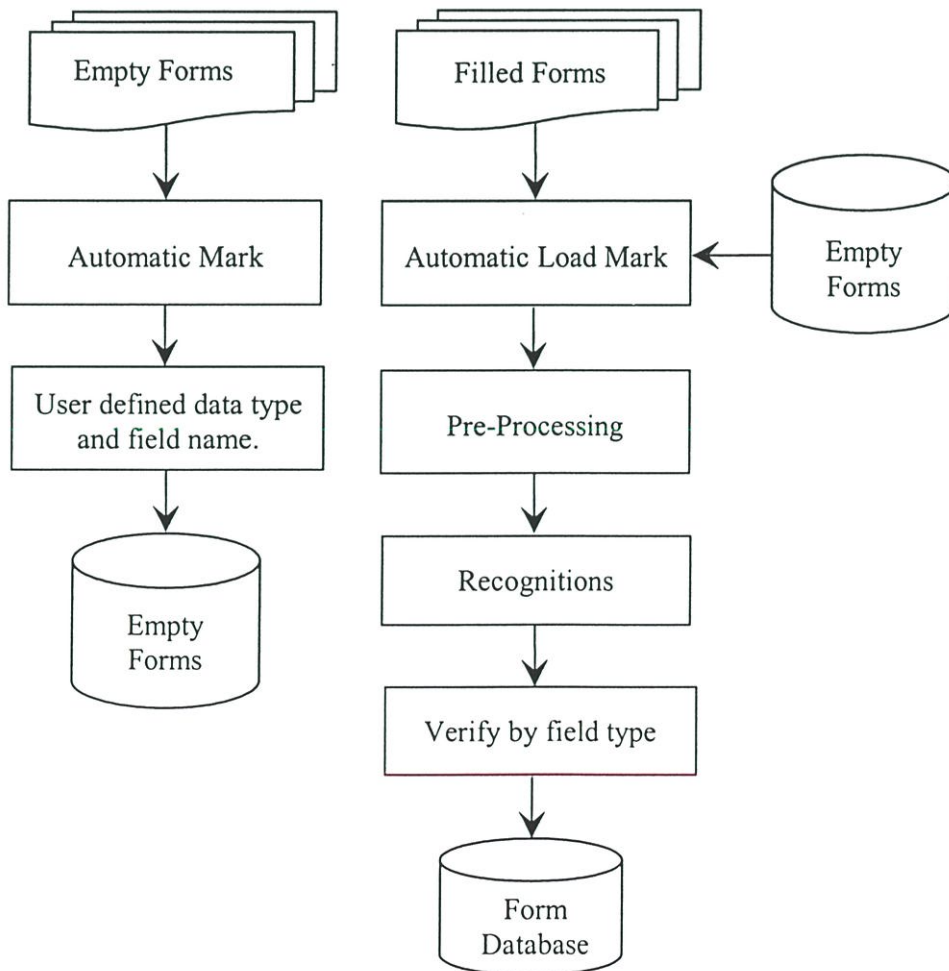 Empty Forms
Automatic Mark
User defined data type
and field name.
Empty
Forms
Filled Forms
Automatic Load Mark
Empty
Forms
Pre-Processing
Recognitions
Verify by field type
Form
Database